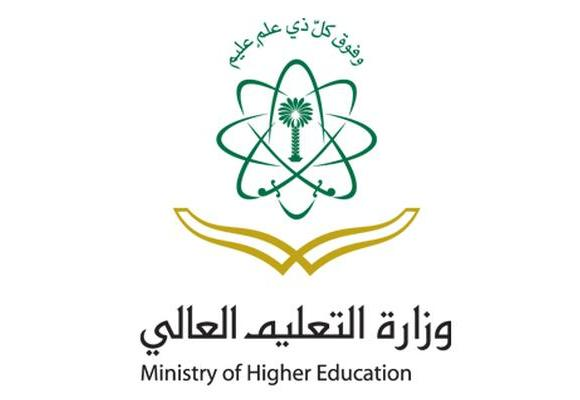 وفوق كلّ ذي علم عليم
وزارة التعليم العالي
Ministry of Higher Education